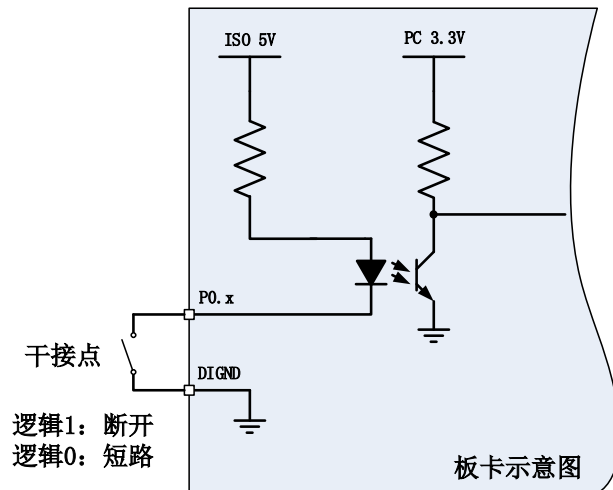 ISO 5V
PC 3.3V
P0.x
干接点
DIGND
逻辑1: 断开
逻辑0: 短路
板卡示意图